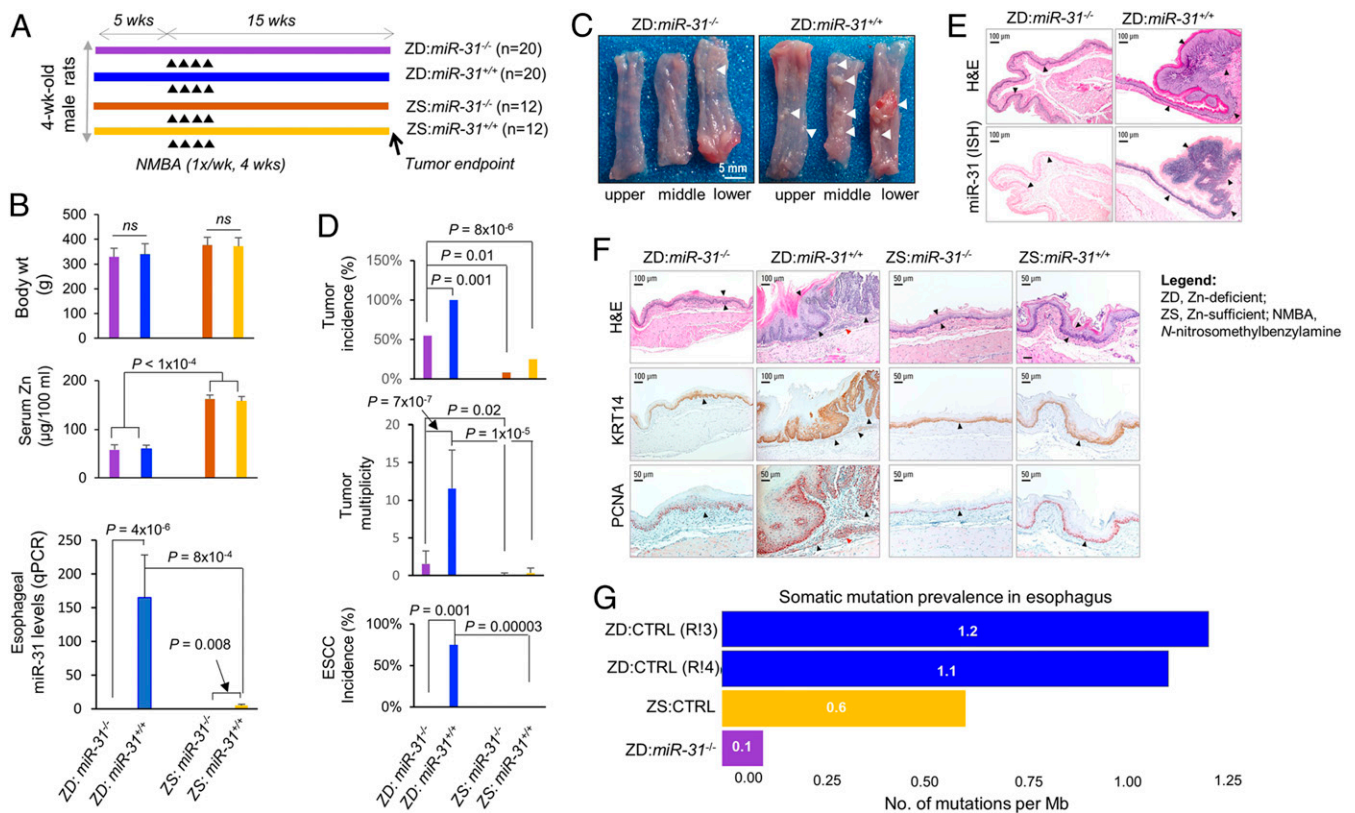 A
5 wks 15 wks
4-wk-old
male rats
ZD:miR-31-/- (n=20)
ZD:miR-31+/+ (n=20)
ZS:miR-31-/- (n=12)
ZS:miR-31+/+ (n=12)
NMBA (1x/wk, 4 wks)
Tumor endpoint
B
Body wt
(g)
500
400
300
200
100
0
ns ns
Serum Zn
(µg/100 ml)
200
100
0
P < 1x10-4
Esophageal
miR-31 levels (qPCR)
250
200
150
100
50
0
P = 4x10-6
P = 8x10-4
P = 0.008
ZD: miR-31-/-
ZD: miR-31+/+
ZS: miR-31-/-
ZS: miR-31+/+
C
ZD:miR-31-/- ZD:miR-31+/+
5 mm
upper middle lower upper middle lower
D
P = 8x10-6
P = 0.01
P = 0.001
Tumor
incidence (%)
150%
100%
50%
0%
P =
7x10-7
P = 0.02
P = 1x10-5
Tumor
multiplicity
20
15
10
5
0
ESCC
Incidence (%)
100%
50%
0%
P = 0.001
P = 0.00003
ZD: miR-31-/-
ZD: miR-31+/+
ZS: miR-31-/-
ZS: miR-31+/+
E
ZD:miR-31-/- ZD:miR-31+/+
H&E
100 µm 100 µm
miR-31 (ISH)
100 µm 100 µm
F
ZD:miR-31-/- ZD:miR-31+/+ ZS:miR-31-/- ZS:miR-31+/+
H&E
100 µm 100 µm 50 µm 50 µm
KRT14
100 µm 100 µm 50 µm 50 µm
PCNA
50 µm 50 µm 50 µm 50 µm
Legend:
ZD, Zn-deficient;
ZS, Zn-sufficient; NMBA,
N-nitrosomethylbenzylamine
G
Somatic mutation prevalence in esophagus
ZD:CTRL (R!3) 1.2
ZD:CTRL (R!4) 1.1
ZS:CTRL 0.6
ZD:miR-31-/- 0.1
0.00 0.25 0.50 0.75 1.00 1.25
No. of mutations per Mb